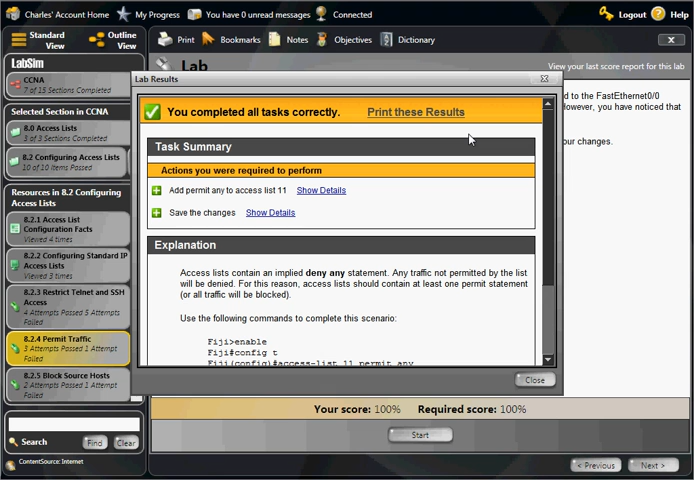 Charles' Account Home
My Progress
You have 0 unread messages
Connected
Logout
Help
Standard
View
Outline
View
Print
Bookmarks
Notes
Objectives
Dictionary
LabSim
CCNA
7 of 15 Sections Completed
Selected Section in CCNA
8.0 Access Lists
3 of 3 Sections Completed
8.2 Configuring Access Lists
10 of 10 Items Passed
Resources in 8.2 Configuring
Access Lists
8.2.1 Access List
Configuration Facts
Viewed 4 times
8.2.2 Configuring Standard IP
Access Lists
Viewed 3 times
8.2.3 Restrict Telnet and SSH
Access
4 Attempts Passed 5 Attempts
Failed
8.2.4 Permit Traffic
3 Attempts Passed 1 Attempt
Failed
8.2.5 Block Source Hosts
2 Attempts Passed 1 Attempt
Failed
Search
Find
Clear
ContentSource: Internet
Lab
View your last score report for this lab
d to the FastEthernet0/0
However, you have noticed that
our changes.
Lab Results
You completed all tasks correctly.
Print these Results
Task Summary
Actions you were required to perform
Add permit any to access list 11
Show Details
Save the changes
Show Details
Explanation
Access lists contain an implied deny any statement. Any traffic not permitted by the list
will be denied. For this reason, access lists should contain at least one permit statement
(or all traffic will be blocked).
Use the following commands to complete this scenario:
Fiji>enable
Fiji#config t
Fiji(config)#access-list 11 permit any
Close
Your score: 100%
Required score: 100%
Start
< Previous
Next >